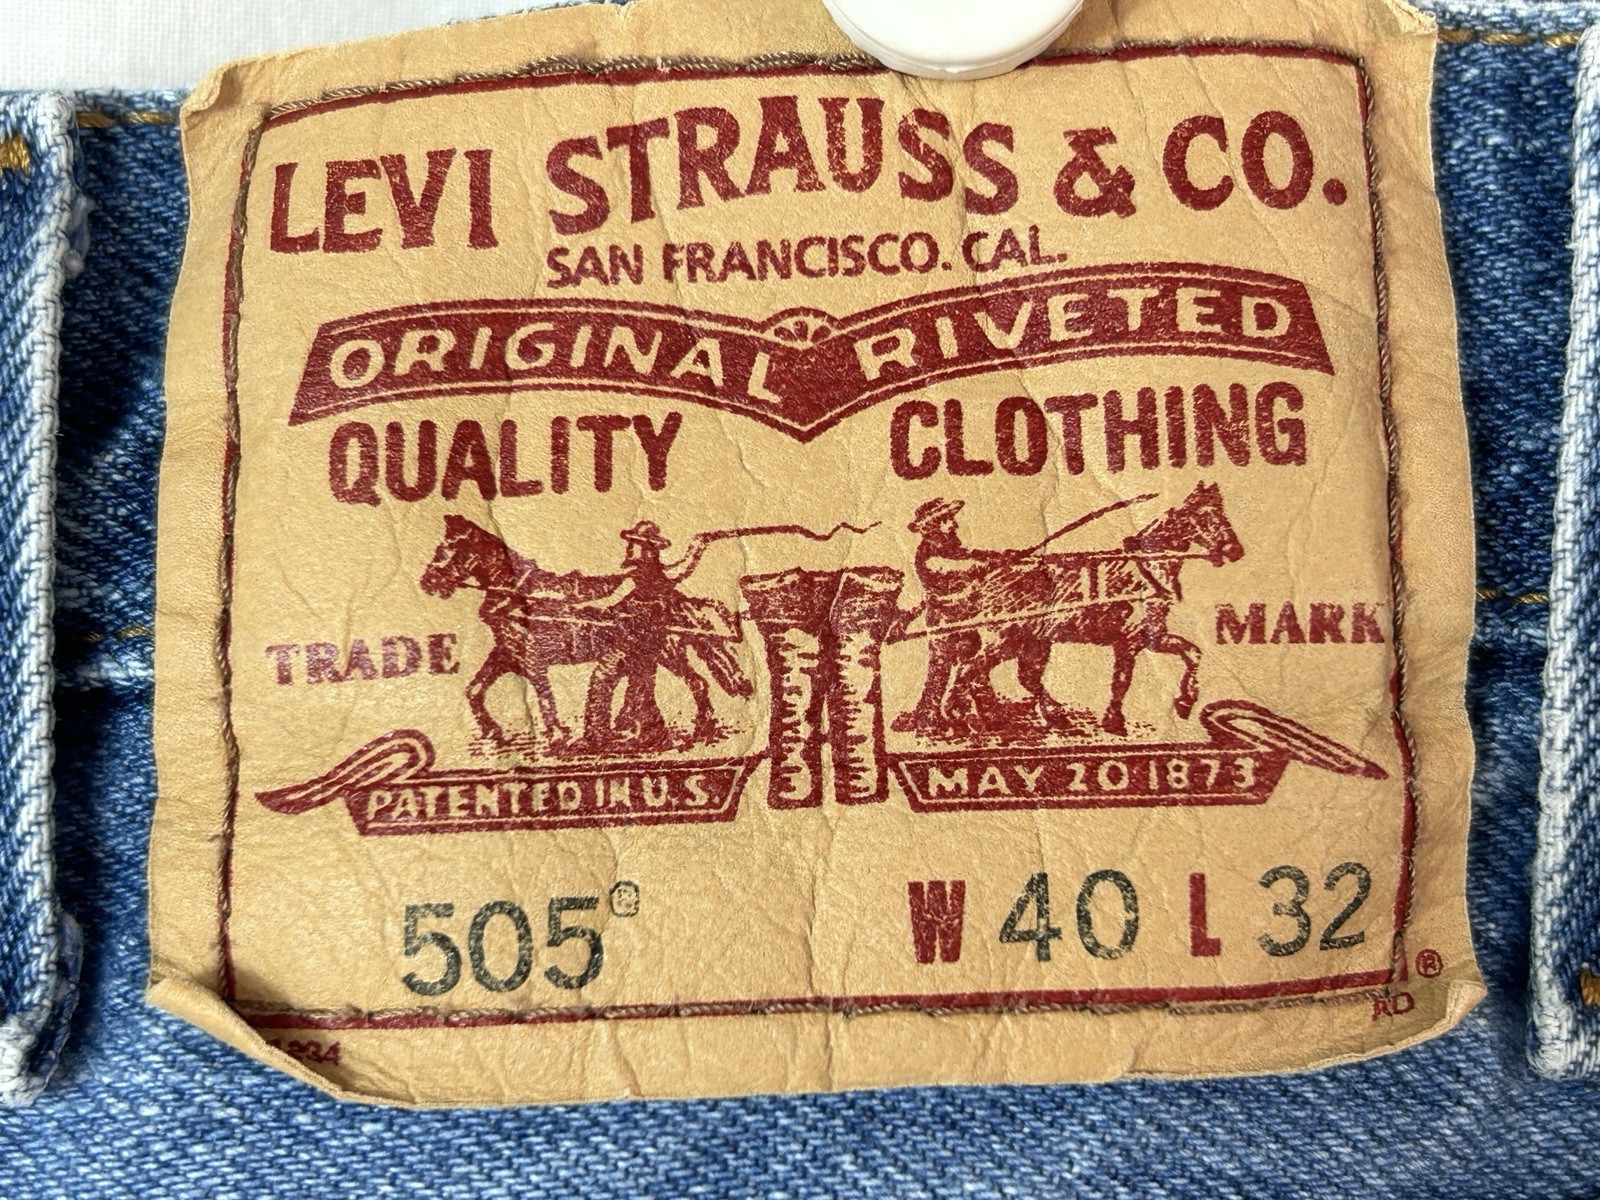 LEVI STRAUSS & CO.
SAN FRANCISCO. CAL.
ORIGINAL RIVETED
QUALITY CLOTHING
TRADE MARK
PATENTED IN U.S. MAY 20 1873
505® W 40 L 32
®
RD